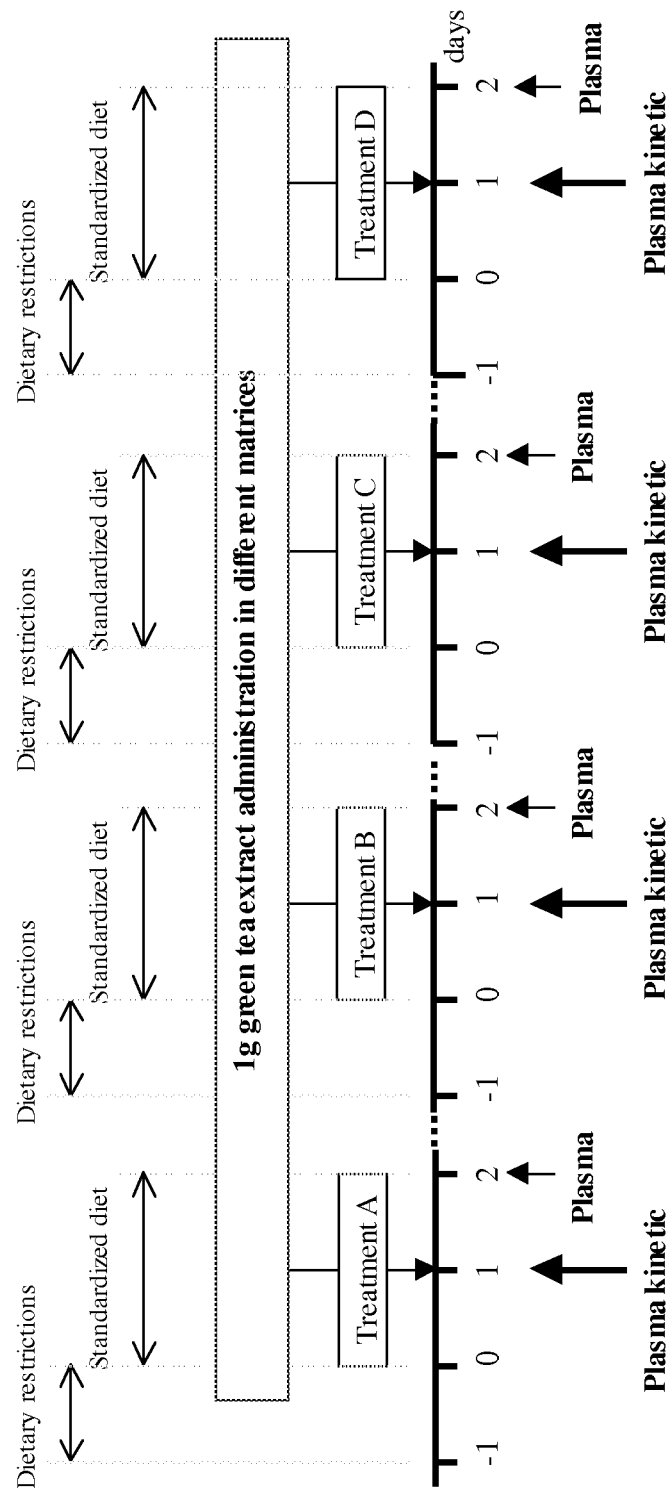 Dietary restrictions
Dietary restrictions
Dietary restrictions
Dietary restrictions
Standardized diet
Standardized diet
Standardized diet
Standardized diet
1g green tea extract administration in different matrices
Treatment A
Treatment B
Treatment C
Treatment D
days
-1 0 1 2 -1 0 1 2 -1 0 1 2 -1 0 1 2
Plasma
Plasma
Plasma
Plasma
Plasma kinetic
Plasma kinetic
Plasma kinetic
Plasma kinetic